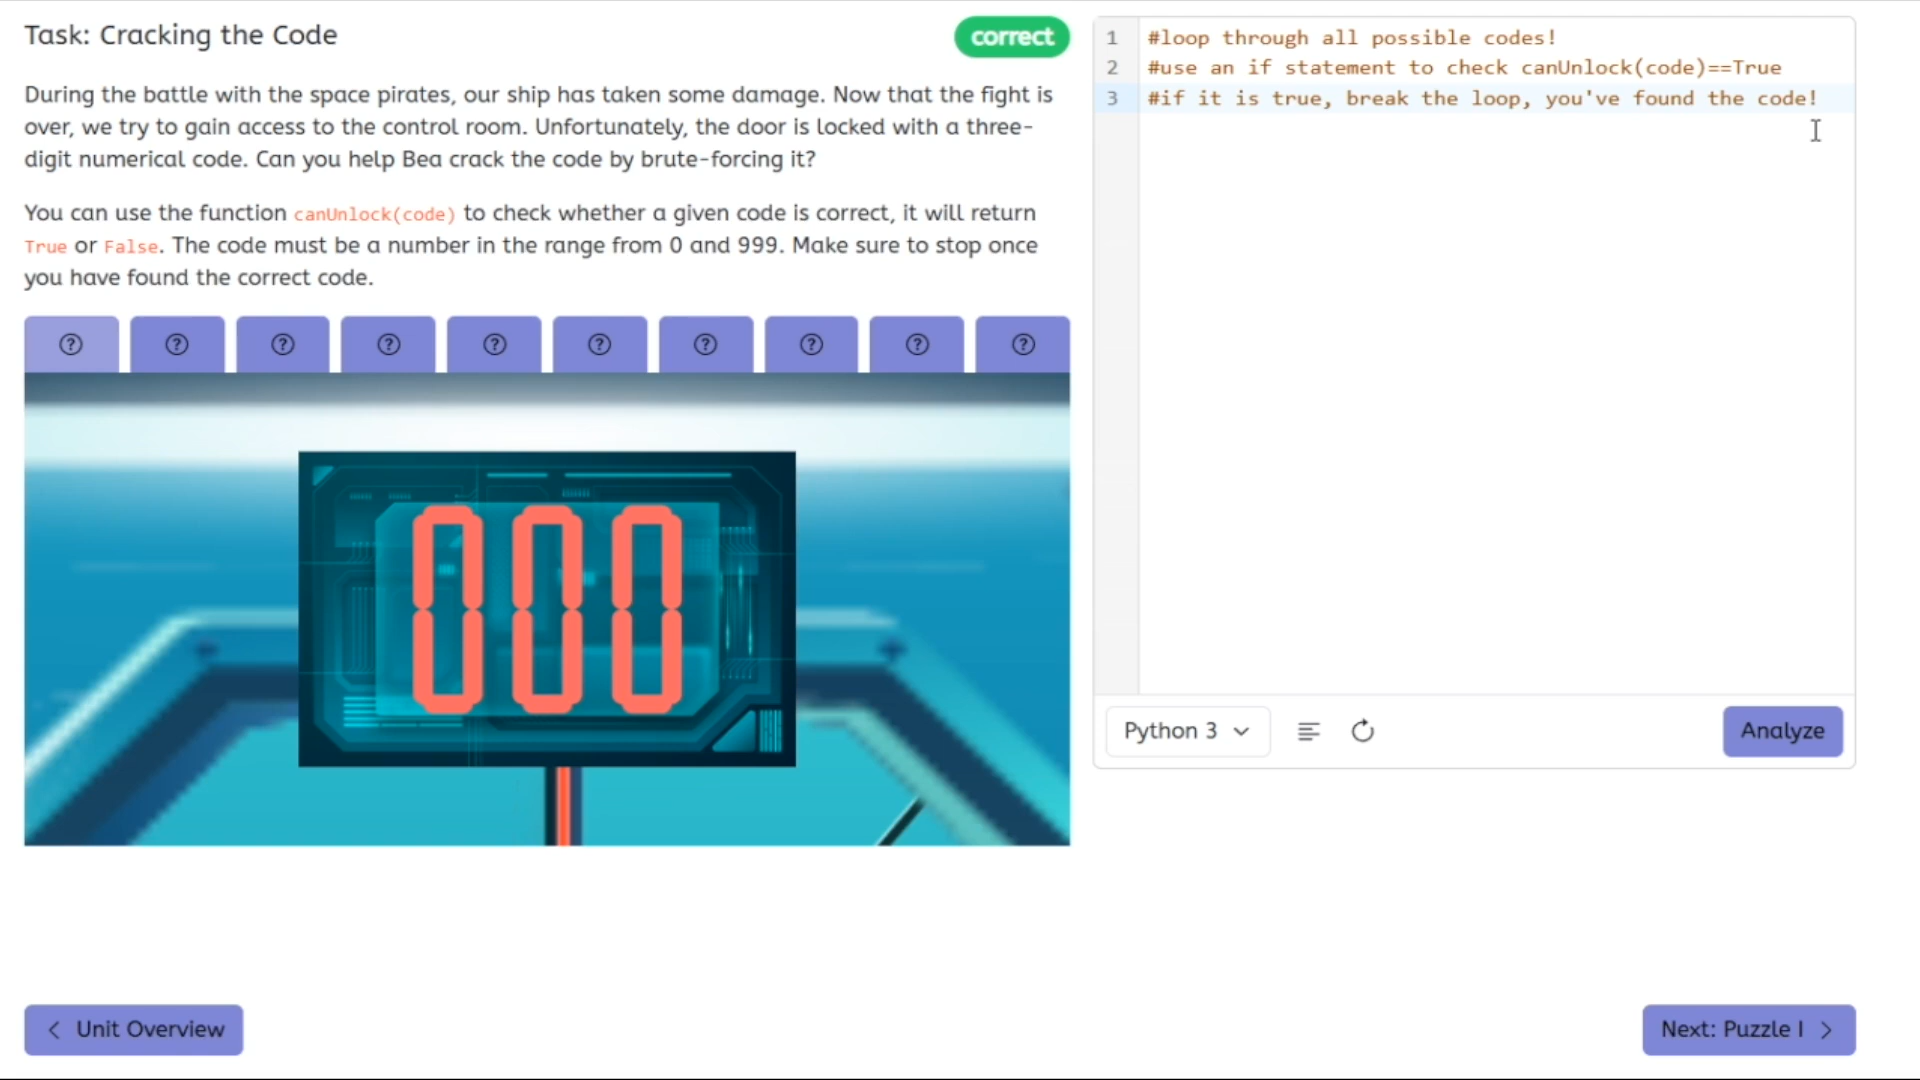 Task: Cracking the Code
correct
During the battle with the space pirates, our ship has taken some damage. Now that the fight is
over, we try to gain access to the control room. Unfortunately, the door is locked with a three-
digit numerical code. Can you help Bea crack the code by brute-forcing it?
You can use the function canUnlock(code) to check whether a given code is correct, it will return
True or False. The code must be a number in the range from 0 and 999. Make sure to stop once
you have found the correct code.
000
1 #loop through all possible codes!
2 #use an if statement to check canUnlock(code)==True
3 #if it is true, break the loop, you've found the code!
Python 3
Analyze
Unit Overview
Next: Puzzle I